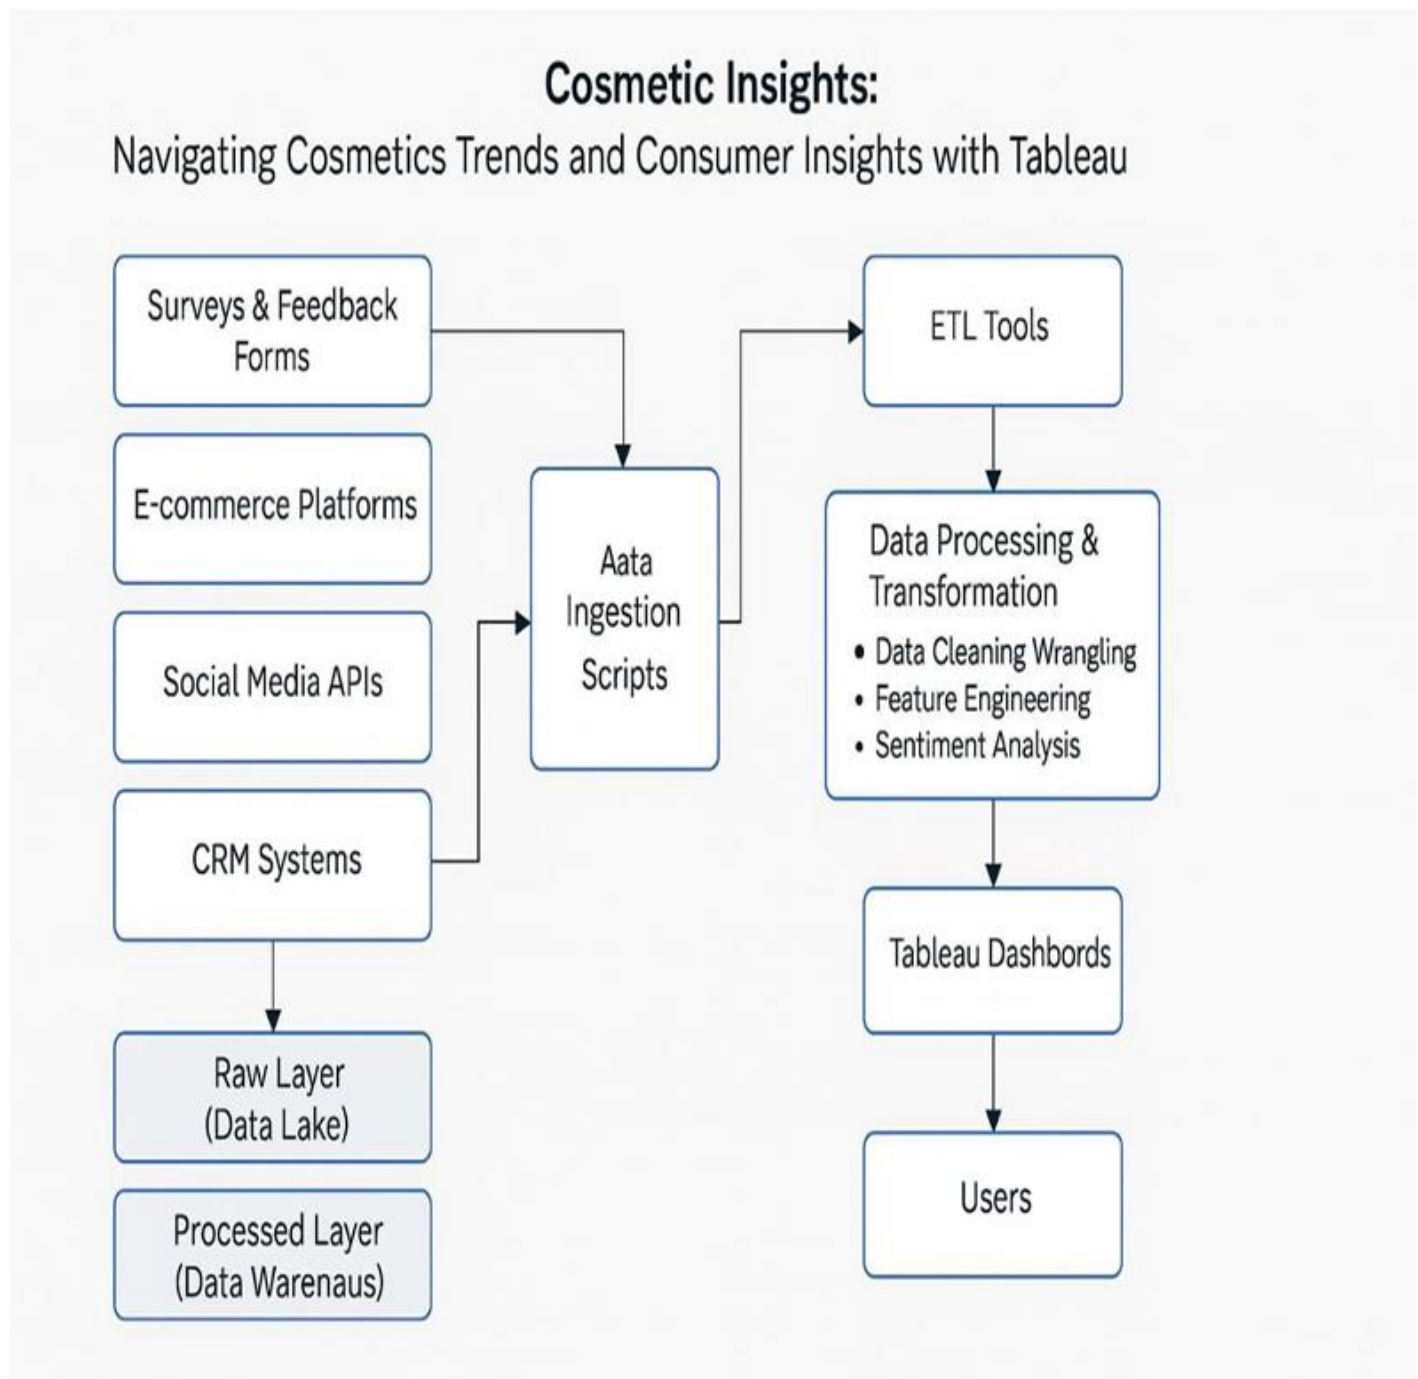 Cosmetic Insights:
Navigating Cosmetics Trends and Consumer Insights with Tableau
Surveys & Feedback
Forms
E-commerce Platforms
Social Media APIs
CRM Systems
Raw Layer
(Data Lake)
Processed Layer
(Data Warenaus)
Aata
Ingestion
Scripts
ETL Tools
Data Processing &
Transformation
• Data Cleaning Wrangling
• Feature Engineering
• Sentiment Analysis
Tableau Dashbords
Users